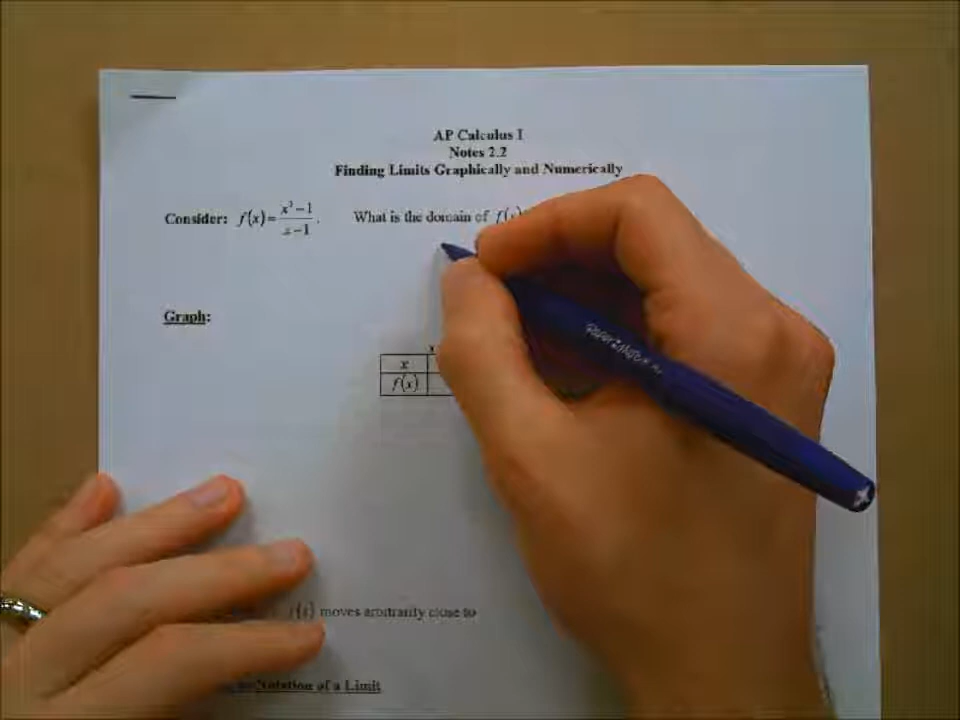 AP Calculus I
Notes 2.2
Finding Limits Graphically and Numerically
Consider: f(x) = (x² − 1)/(x − 1). What is the domain of f(x)
Graph:
x
f(x)
f(x) moves arbitrarily close to
Notation of a Limit